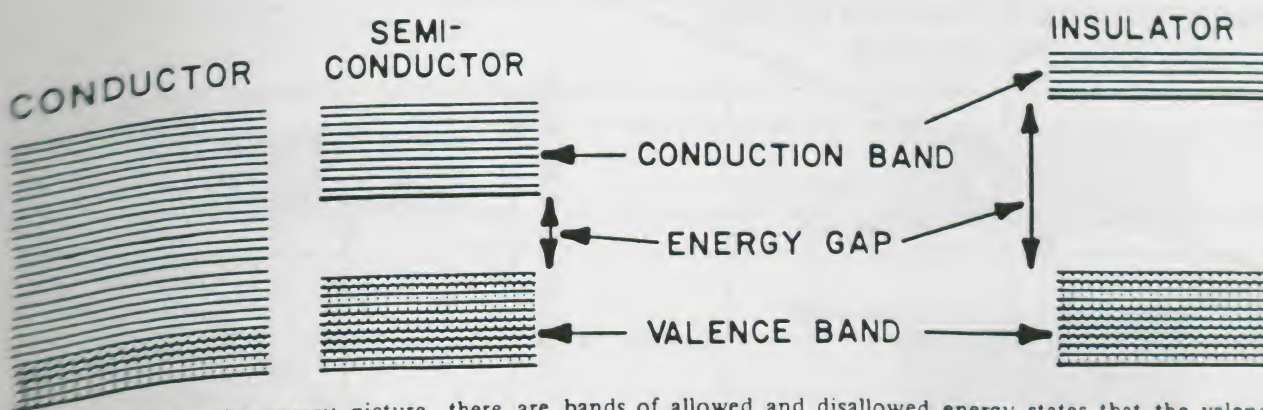 SEMI-
CONDUCTOR
INSULATOR
CONDUCTOR
CONDUCTION BAND
ENERGY GAP
VALENCE BAND
picture, there are bands of allowed and disallowed energy states that the